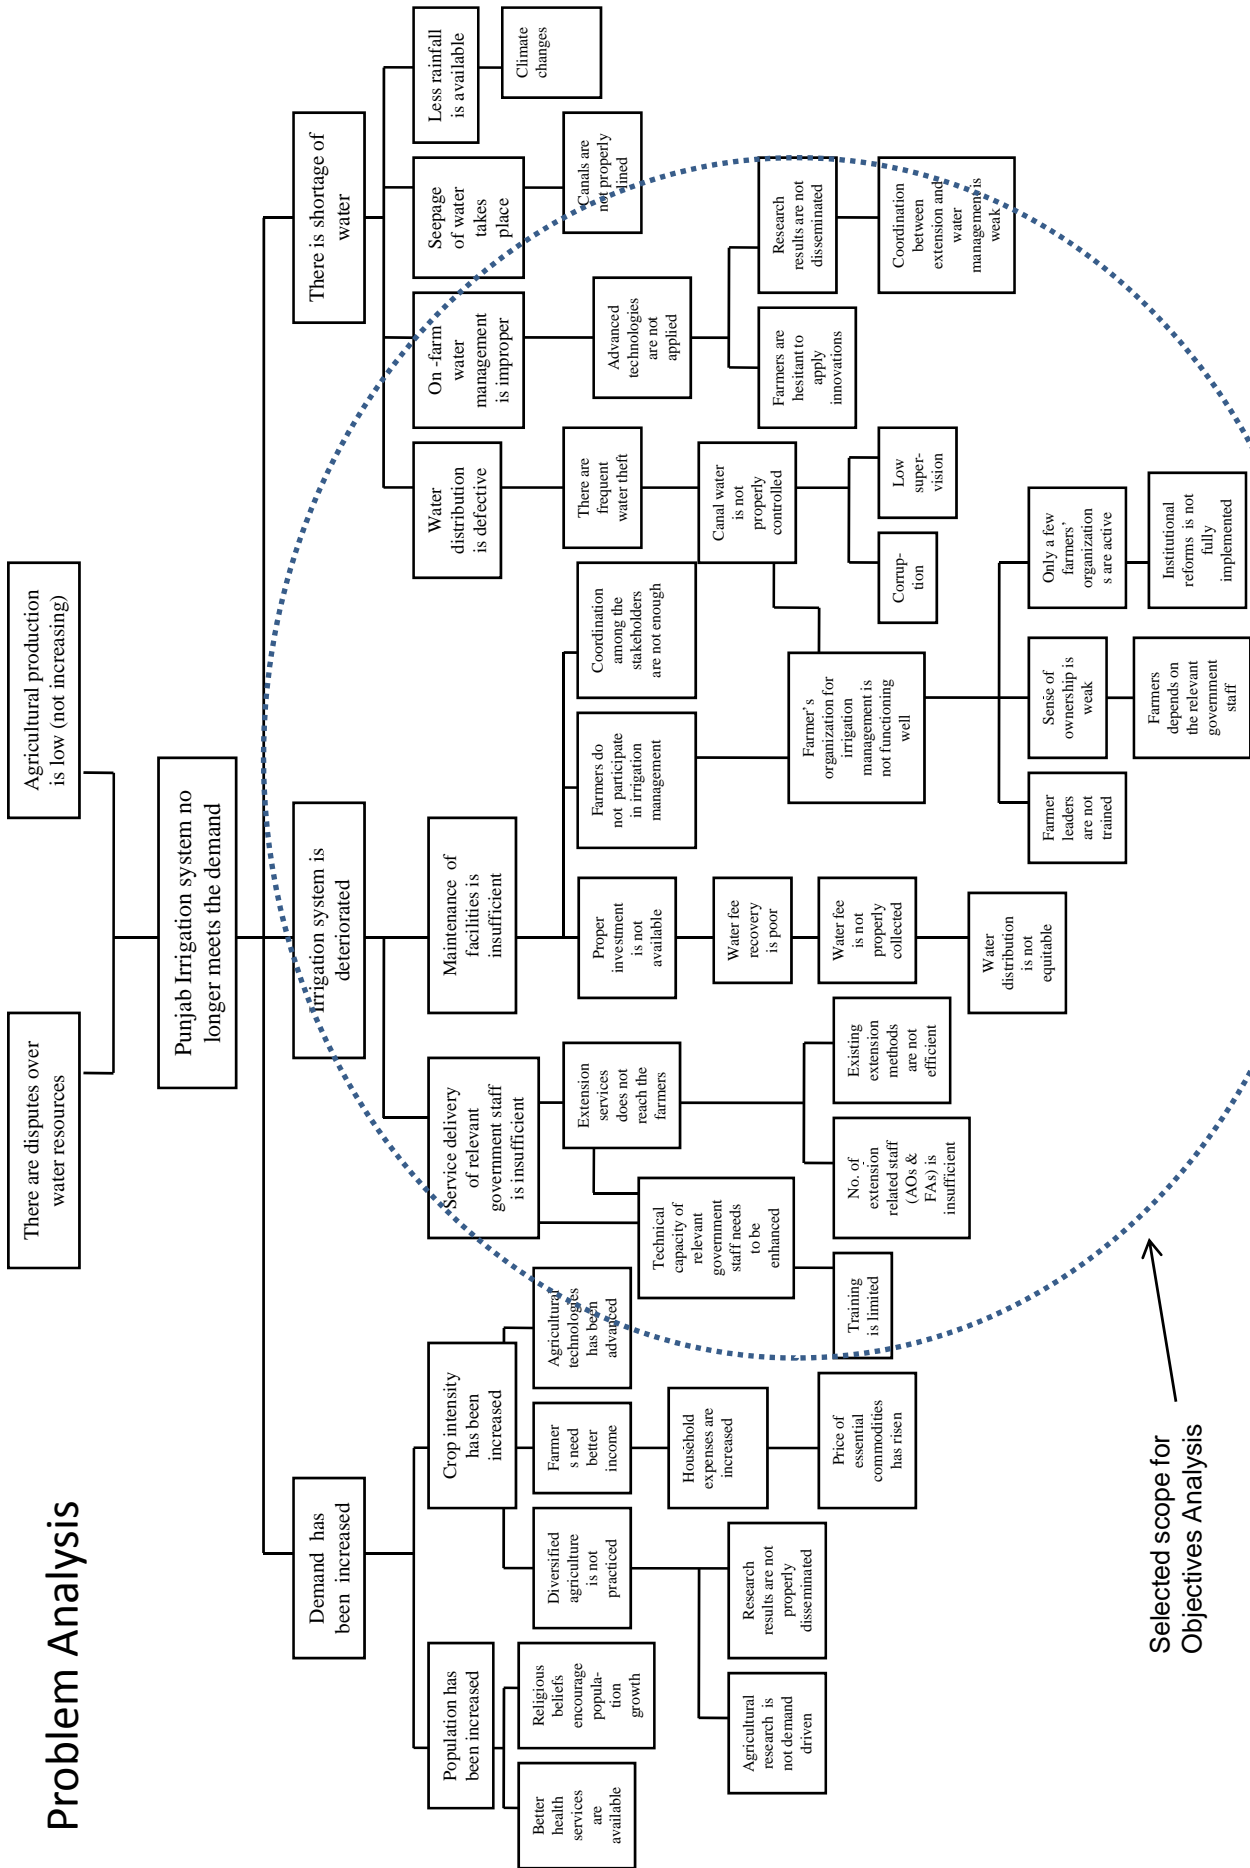 Problem Analysis
There are disputes over
water resources
Agricultural production
is low (not increasing)
Punjab Irrigation system no
longer meets the demand
Demand has
been increased
Irrigation system is
deteriorated
There is shortage of
water
Population has
been increased
Crop intensity
has been
increased
Service delivery
of relevant
government staff
is insufficient
Maintenance of
facilities is
insufficient
Water
distribution
is defective
On -farm
water
management
is improper
Seepage
of water
takes
place
Less rainfall
is available
Better
health
services
are
available
Religious
beliefs
encourage
popula-
tion
growth
Diversified
agriculture
is not
practiced
Farmer
s need
better
income
Agricultural
technologies
has been
advanced
Extension
services
does not
reach the
farmers
Proper
investment
is not
available
Farmers do
not participate
in irrigation
management
Coordination
among the
stakeholders
are not enough
There are
frequent
water theft
Advanced
technologies
are not
applied
Canals are
not properly
lined
Climate
changes
Technical
capacity of
relevant
government
staff needs
to be
enhanced
Household
expenses are
increased
Water fee
recovery
is poor
Canal water
is not
properly
controlled
Agricultural
research is
not demand
driven
Research
results are not
properly
disseminated
Price of
essential
commodities
has risen
Training
is limited
No. of
extension
related staff
(AOs &
FAs) is
insufficient
Existing
extension
methods
are not
efficient
Water fee
is not
properly
collected
Farmer's
organization for
irrigation
management is
not functioning
well
Farmers are
hesitant to
apply
innovations
Research
results are not
disseminated
Corrup-
tion
Low
super-
vision
Coordination
between
extension and
water
management is
weak
Water
distribution
is not
equitable
Farmer
leaders
are not
trained
Sense of
ownership is
weak
Only a few
farmers'
organization
s are active
Farmers
depends on
the relevant
government
staff
Institutional
reforms is not
fully
implemented
Selected scope for
Objectives Analysis